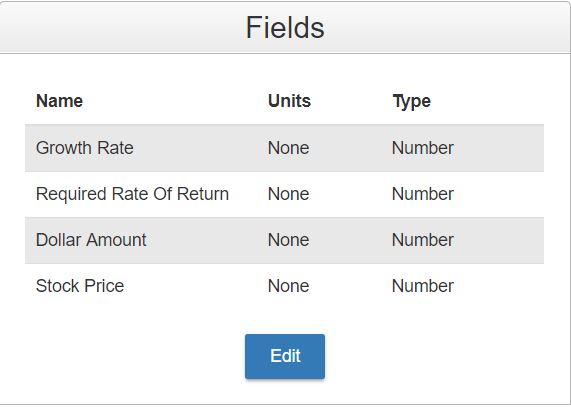 Fields
Name Units Type
Growth Rate None Number
Required Rate Of Return None Number
Dollar Amount None Number
Stock Price None Number
Edit